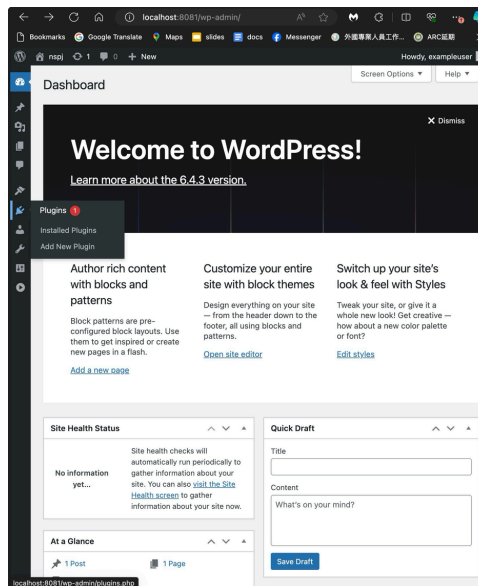 localhost:8081/wp-admin/
Bookmarks Google Translate Maps slides docs Messenger 外國專業人員工作... ARC延期
nspj 1 0 + New Howdy, exampleuser
Screen Options ▼ Help ▼
Dashboard
Dismiss
Welcome to WordPress!
Learn more about the 6.4.3 version.
Plugins 1
Installed Plugins
Add New Plugin
Author rich content
with blocks and
patterns
Block patterns are pre-
configured block layouts. Use
them to get inspired or create
new pages in a flash.
Add a new page
Customize your entire
site with block themes
Design everything on your site
— from the header down to the
footer, all using blocks and
patterns.
Open site editor
Switch up your site's
look & feel with Styles
Tweak your site, or give it a
whole new look! Get creative —
how about a new color palette
or font?
Edit styles
Site Health Status
No information
yet...
Site health checks will
automatically run periodically to
gather information about your
site. You can also visit the Site
Health screen to gather
information about your site now.
At a Glance
1 Post 1 Page
Quick Draft
Title
Content
What's on your mind?
Save Draft
localhost:8081/wp-admin/plugins.php